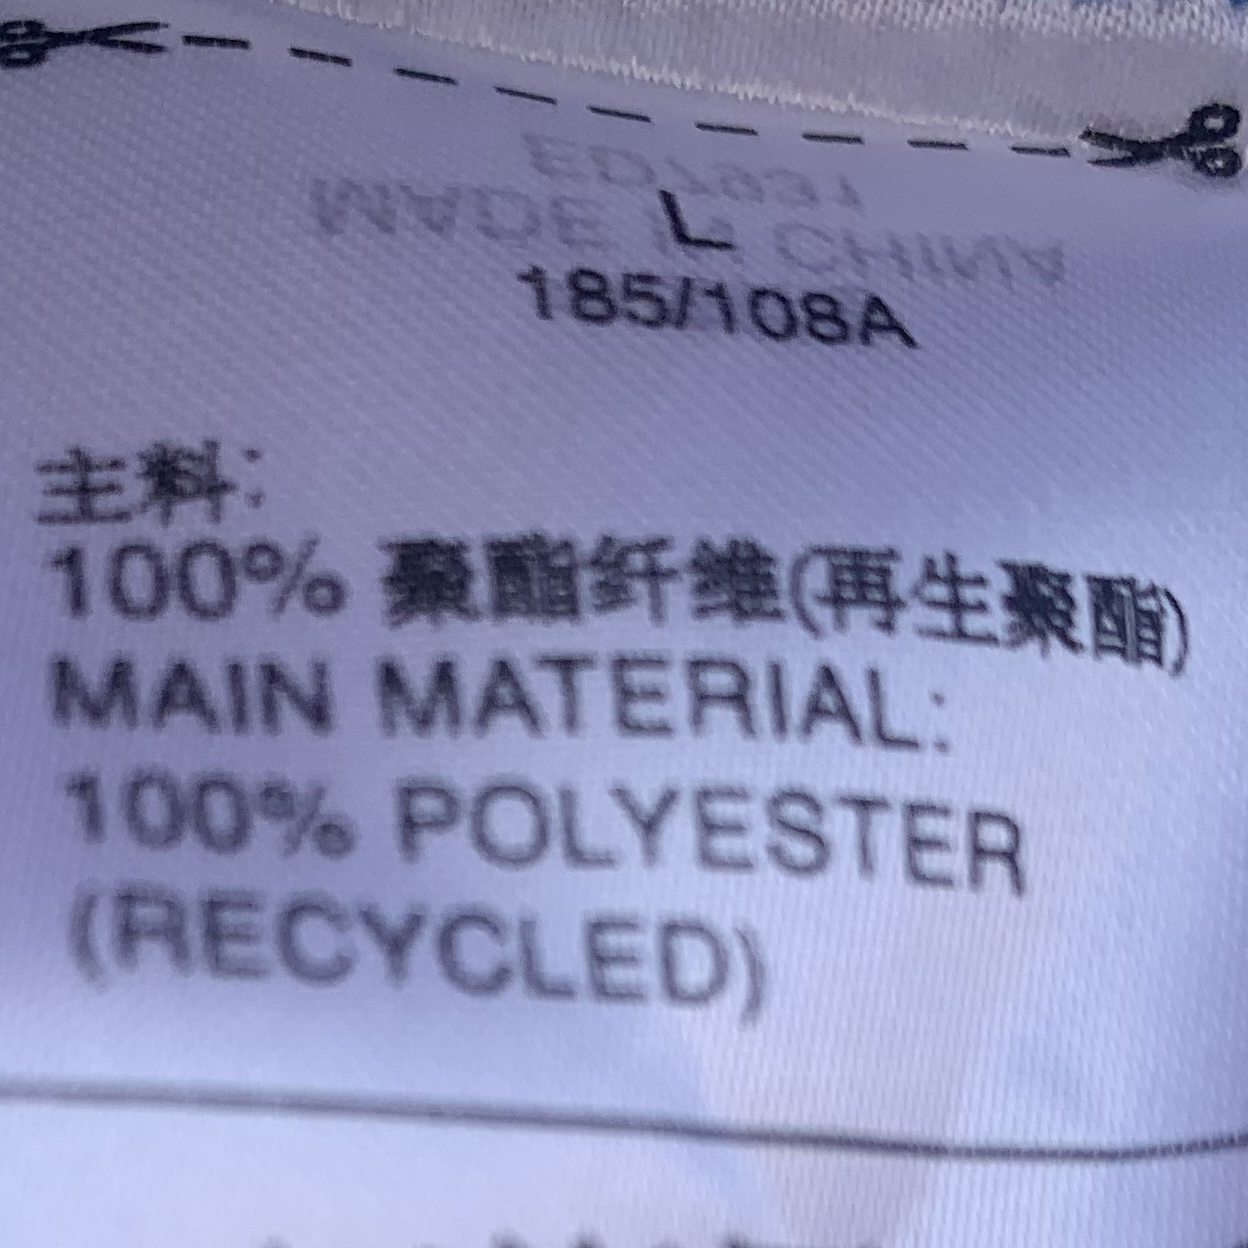 L
185/108A
主料:
100% 聚酯纤维(再生聚酯)
MAIN MATERIAL:
100% POLYESTER
(RECYCLED)